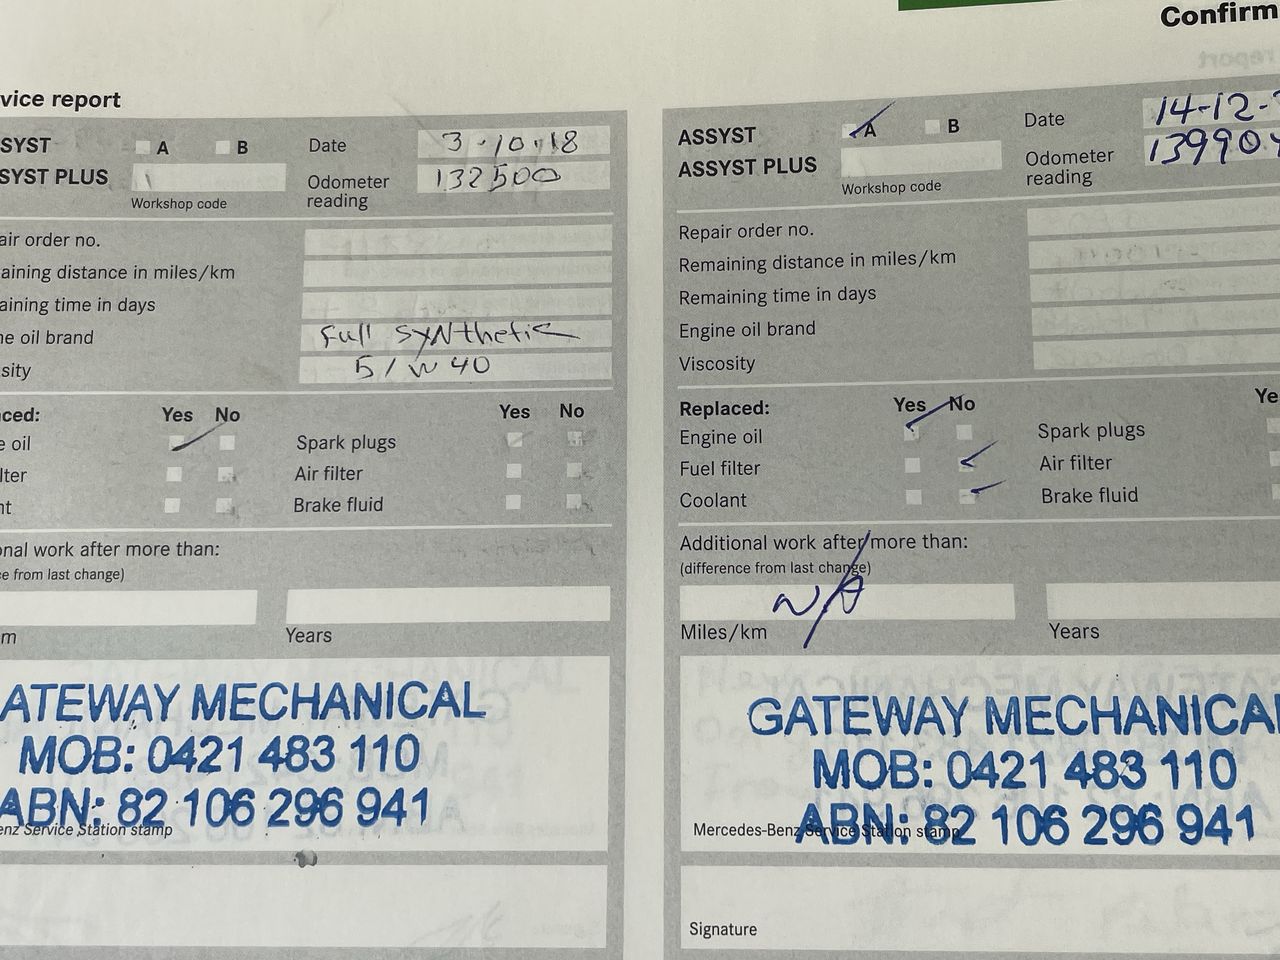 Confirm
vice report
SYST A B Date 3-10-18
SYST PLUS Odometer reading 132500
Workshop code
air order no.
aining distance in miles/km
aining time in days
ne oil brand Full SYNthetic
sity 5/W 40
ced: Yes No Yes No
e oil Spark plugs
lter Air filter
nt Brake fluid
onal work after more than:
ce from last change)
m Years
ATEWAY MECHANICAL
MOB: 0421 483 110
ABN: 82 106 296 941
enz Service Station stamp
ASSYST A B Date 14-12-
ASSYST PLUS Odometer reading 13990
Workshop code
Repair order no.
Remaining distance in miles/km
Remaining time in days
Engine oil brand
Viscosity
Replaced: Yes No Ye
Engine oil Spark plugs
Fuel filter Air filter
Coolant Brake fluid
Additional work after more than:
(difference from last change)
N/A
Miles/km Years
GATEWAY MECHANICAL
MOB: 0421 483 110
ABN: 82 106 296 941
Mercedes-Benz Service Station stamp
Signature